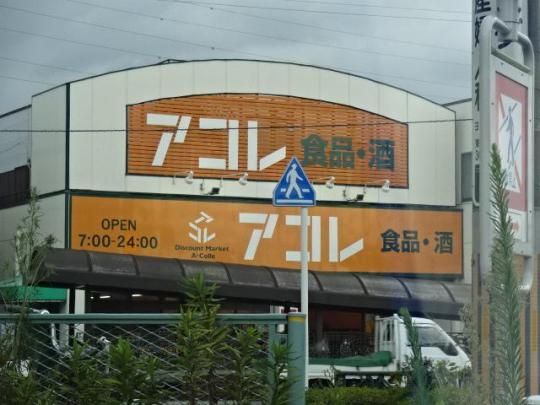 アコレ 食品・酒
OPEN
7:00-24:00
Discount Market
A・Colle
アコレ 食品・酒